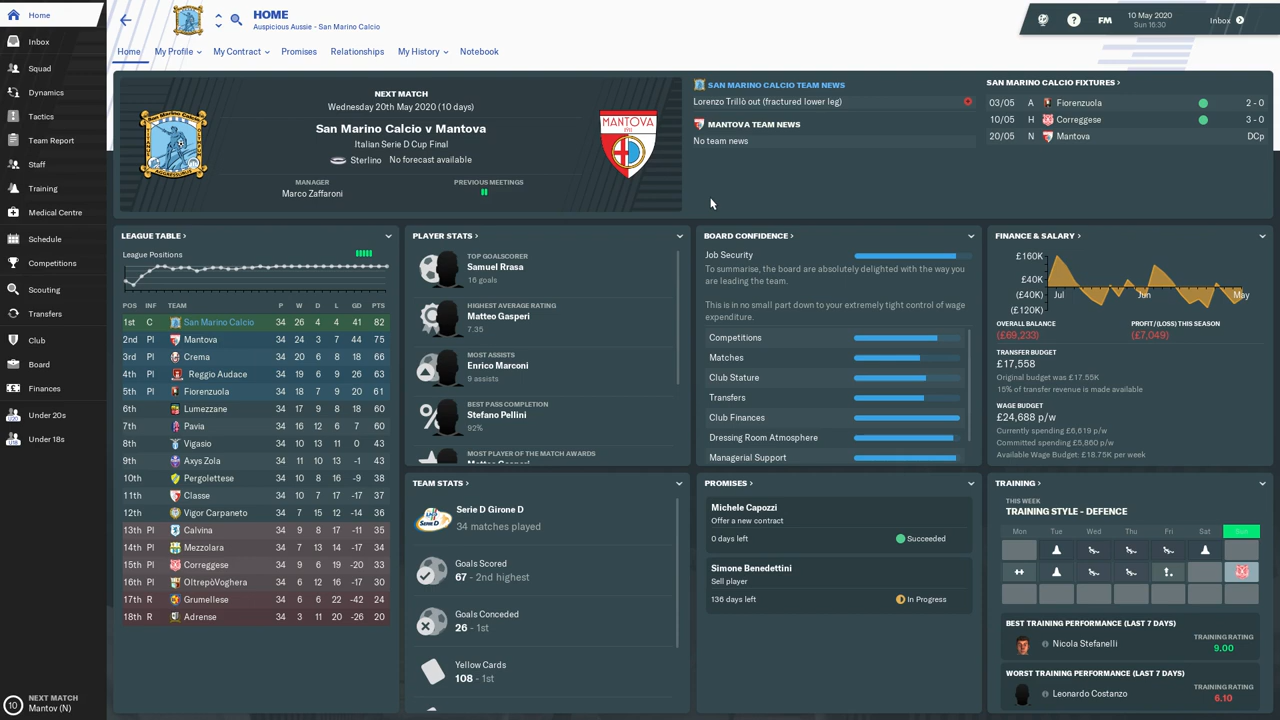 Home
Inbox
Squad
Dynamics
Tactics
Team Report
Staff
Training
Medical Centre
Schedule
Competitions
Scouting
Transfers
Club
Board
Finances
Under 20s
Under 18s
10 NEXT MATCH
Mantov (N)
HOME
Auspicious Aussie - San Marino Calcio
? FM 10 May 2020
Sun 16:30
Inbox
Home My Profile My Contract Promises Relationships My History Notebook
NEXT MATCH
Wednesday 20th May 2020 (10 days)
San Marino Calcio v Mantova
Italian Serie D Cup Final
Sterlino No forecast available
MANAGER
Marco Zaffaroni
PREVIOUS MEETINGS
MANTOVA
SAN MARINO CALCIO TEAM NEWS
Lorenzo Trillò out (fractured lower leg)
MANTOVA TEAM NEWS
No team news
SAN MARINO CALCIO FIXTURES >
03/05 A Fiorenzuola 2 - 0
10/05 H Correggese 3 - 0
20/05 N Mantova DCp
LEAGUE TABLE >
League Positions
POS INF TEAM P W D L GD PTS
1st C San Marino Calcio 34 26 4 4 41 82
2nd Pl Mantova 34 24 3 7 44 75
3rd Pl Crema 34 20 6 8 18 66
4th Pl Reggio Audace 34 19 6 9 26 63
5th Pl Fiorenzuola 34 18 7 9 20 61
6th Lumezzane 34 17 9 8 18 60
7th Pavia 34 16 12 6 7 60
8th Vigasio 34 10 13 11 0 43
9th Axys Zola 34 11 10 13 -1 43
10th Pergolettese 34 10 8 16 -9 38
11th Classe 34 10 7 17 -17 37
12th Vigor Carpaneto 34 7 15 12 -14 36
13th Pl Calvina 34 9 8 17 -11 35
14th Pl Mezzolara 34 7 13 14 -17 34
15th Pl Correggese 34 9 6 19 -20 33
16th Pl OltrepòVoghera 34 6 12 16 -17 30
17th R Grumellese 34 6 6 22 -42 24
18th R Adrense 34 3 11 20 -26 20
PLAYER STATS >
TOP GOALSCORER
Samuel Rrasa
16 goals
HIGHEST AVERAGE RATING
Matteo Gasperi
7.35
MOST ASSISTS
Enrico Marconi
9 assists
BEST PASS COMPLETION
Stefano Pellini
92%
MOST PLAYER OF THE MATCH AWARDS
TEAM STATS >
Serie D Girone D
34 matches played
Goals Scored
67 - 2nd highest
Goals Conceded
26 - 1st
Yellow Cards
108 - 1st
BOARD CONFIDENCE >
Job Security
To summarise, the board are absolutely delighted with the way you
are leading the team.
This is in no small part down to your extremely tight control of wage
expenditure.
Competitions
Matches
Club Stature
Transfers
Club Finances
Dressing Room Atmosphere
Managerial Support
PROMISES >
Michele Capozzi
Offer a new contract
0 days left Succeeded
Simone Benedettini
Sell player
136 days left In Progress
FINANCE & SALARY >
£160K
£40K
(£40K)
(£120K)
Jul Jun May
OVERALL BALANCE
(£69,233)
PROFIT/(LOSS) THIS SEASON
(£7,049)
TRANSFER BUDGET
£17,558
Original budget was £17.55K
15% of transfer revenue is made available
WAGE BUDGET
£24,688 p/w
Currently spending £6,619 p/w
Committed spending £5,860 p/w
Available Wage Budget: £18.75K per week
TRAINING >
THIS WEEK
TRAINING STYLE - DEFENCE
Mon Tue Wed Thu Fri Sat Sun
BEST TRAINING PERFORMANCE (LAST 7 DAYS)
Nicola Stefanelli
TRAINING RATING
9.00
WORST TRAINING PERFORMANCE (LAST 7 DAYS)
Leonardo Costanzo
TRAINING RATING
6.10